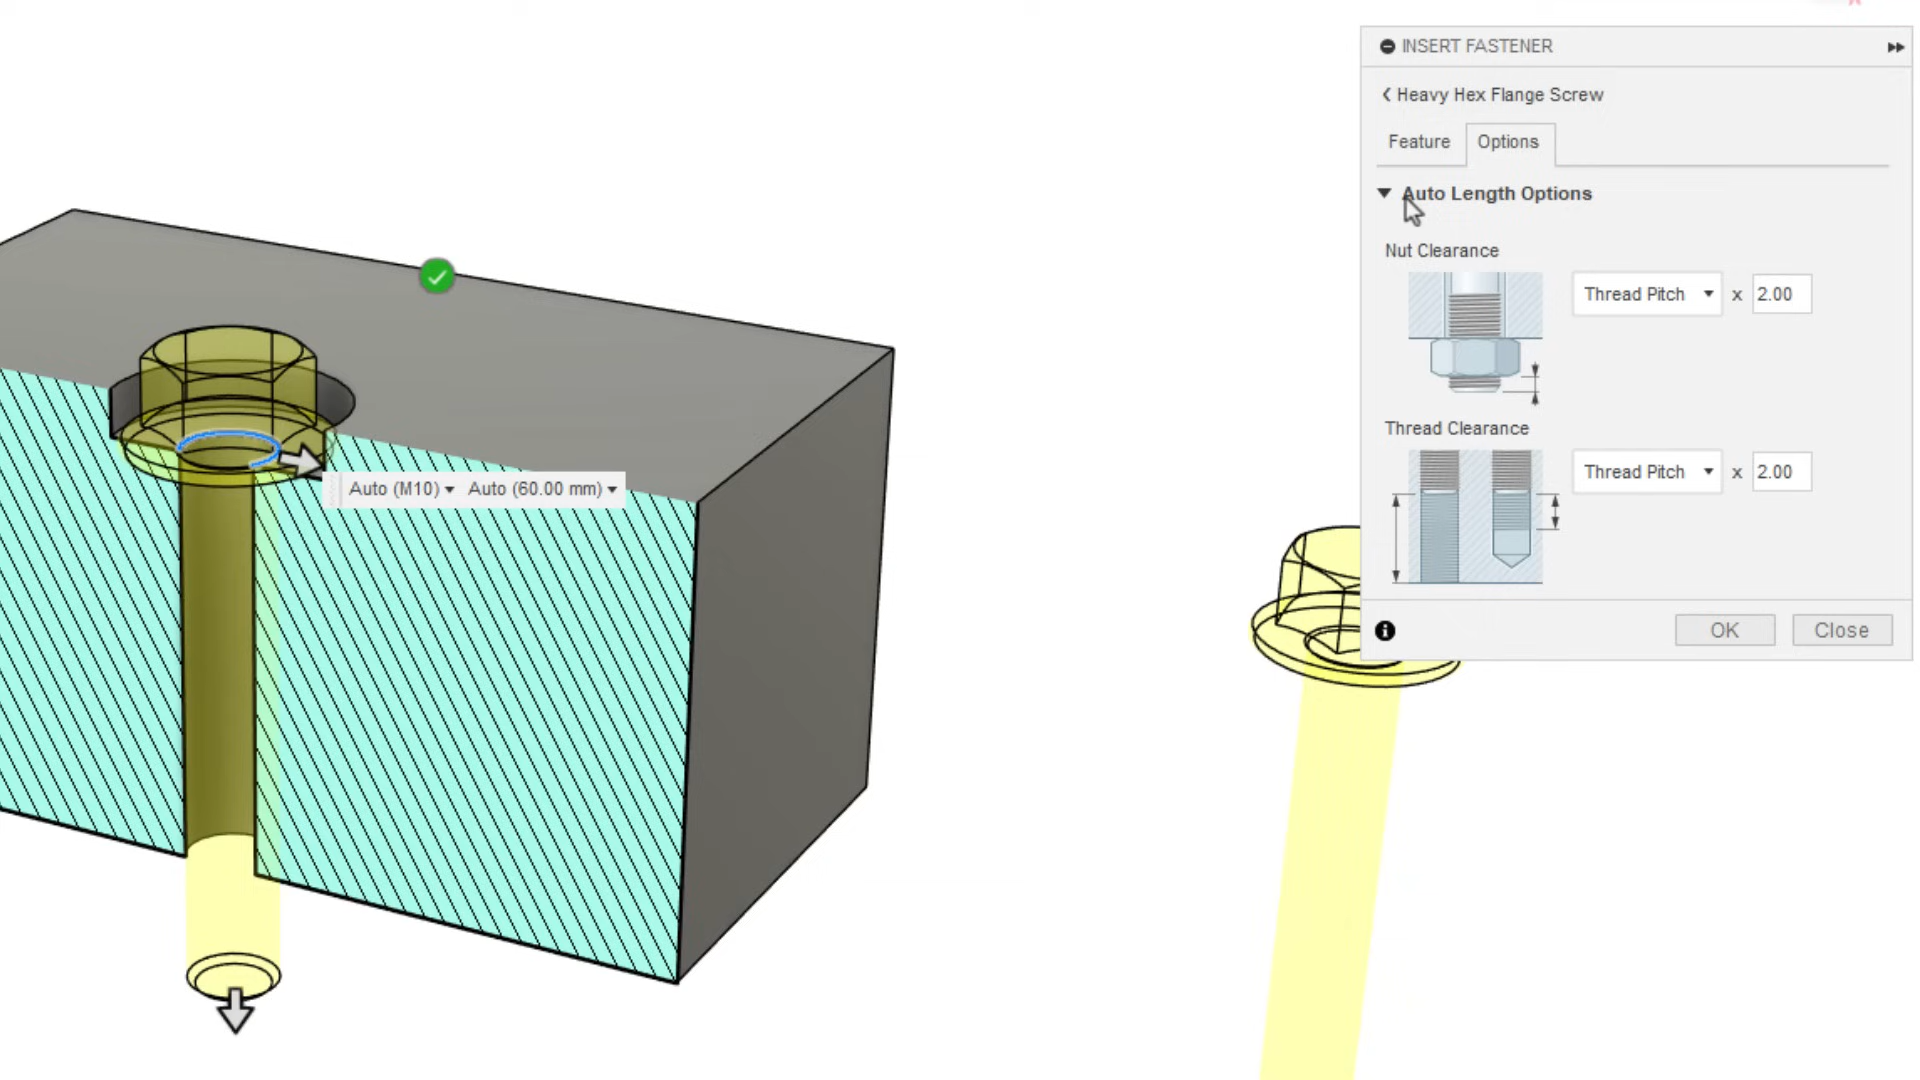 INSERT FASTENER
Heavy Hex Flange Screw
Feature Options
Auto Length Options
Nut Clearance
Thread Pitch x 2.00
Thread Clearance
Thread Pitch x 2.00
Auto (M10) Auto (60.00 mm)
OK Close